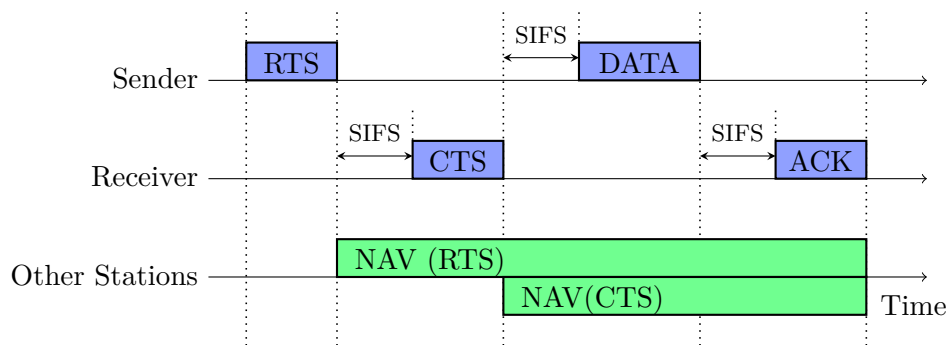 SIFS
RTS
DATA
Sender
SIFS
SIFS
CTS
ACK
Receiver
NAV (RTS)
Other Stations
NAV(CTS)
Time